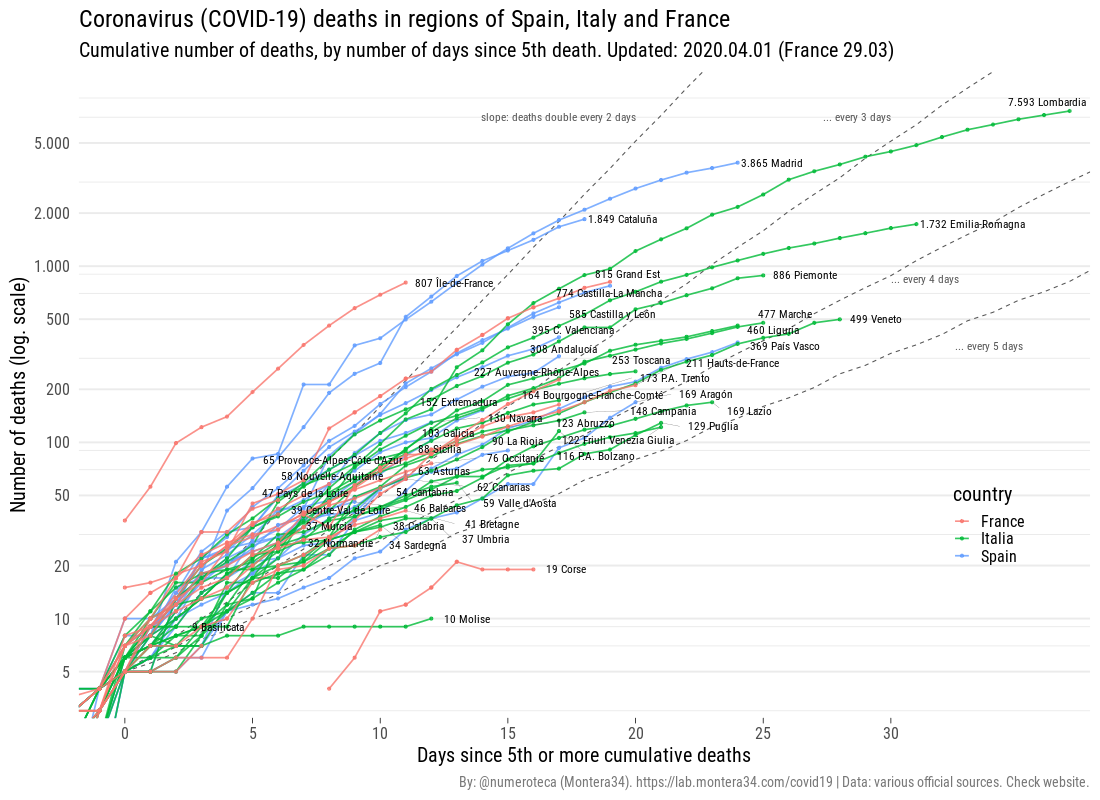 Coronavirus (COVID-19) deaths in regions of Spain, Italy and France
Cumulative number of deaths, by number of days since 5th death. Updated: 2020.04.01 (France 29.03)
Number of deaths (log. scale)
5.000
2.000
1.000
500
200
100
50
20
10
5
slope: deaths double every 2 days
... every 3 days
... every 4 days
... every 5 days
7.593 Lombardia
3.865 Madrid
1.849 Cataluña
1.732 Emilia-Romagna
815 Grand Est
886 Piemonte
807 Île-de-France
774 Castilla-La Mancha
585 Castilla y León
477 Marche
499 Veneto
395 C. Valenciana
460 Liguria
308 Andalucía
369 País Vasco
253 Toscana
211 Hauts-de-France
227 Auvergne-Rhône-Alpes
173 P.A. Trento
164 Bourgogne-Franche-Comté
169 Aragón
152 Extremadura
148 Campania
169 Lazio
130 Navarra
123 Abruzzo
129 Puglia
103 Galicia
90 La Rioja
122 Friuli Venezia Giulia
88 Sicilia
65 Provence-Alpes-Côte d'Azur
76 Occitanie
116 P.A. Bolzano
63 Asturias
58 Nouvelle-Aquitaine
62 Canarias
47 Pays de la Loire
54 Cantabria
59 Valle d'Aosta
39 Centre-Val de Loire
46 Baleares
37 Murcia
38 Calabria
41 Bretagne
32 Normandie
34 Sardegna
37 Umbria
19 Corse
10 Molise
9 Basilicata
country
France
Italia
Spain
0
5
10
15
20
25
30
Days since 5th or more cumulative deaths
By: @numeroteca (Montera34). https://lab.montera34.com/covid19 | Data: various official sources. Check website.